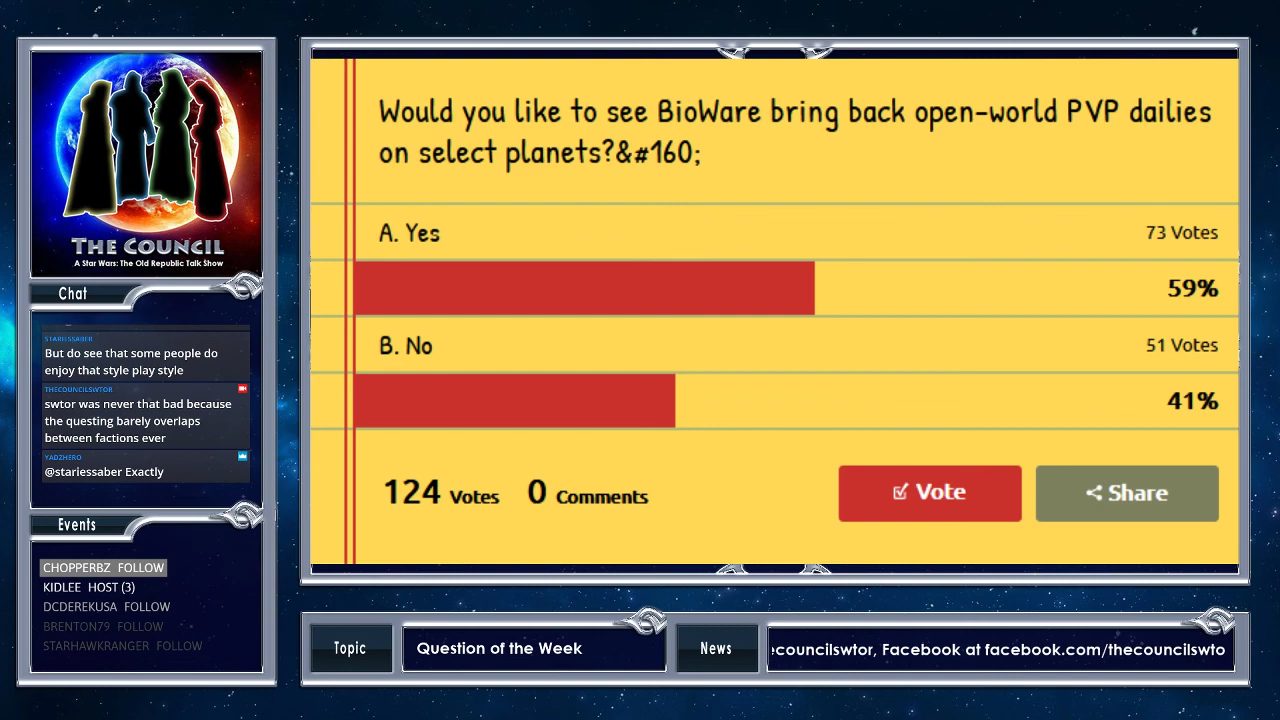 THE COUNCIL
A Star Wars: The Old Republic Talk Show
Chat
STARIESSABER
But do see that some people do
enjoy that style play style
THECOUNCILSWTOR
swtor was never that bad because
the questing barely overlaps
between factions ever
YADZHERO
@stariessaber Exactly
Events
CHOPPERBZ FOLLOW
KIDLEE HOST (3)
DCDEREKUSA FOLLOW
BRENTON79 FOLLOW
STARHAWKRANGER FOLLOW
Would you like to see BioWare bring back open-world PVP dailies
on select planets?&#160;
A. Yes 73 Votes
59%
B. No 51 Votes
41%
124 Votes 0 Comments Vote Share
Topic Question of the Week News ecouncilswtor, Facebook at facebook.com/thecouncilswto